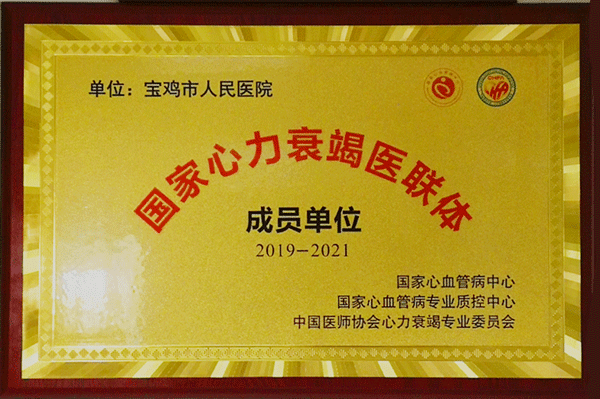 单位：宝鸡市人民医院
国家心力衰竭医联体
成员单位
2019-2021
国家心血管病中心
国家心血管病专业质控中心
中国医师协会心力衰竭专业委员会